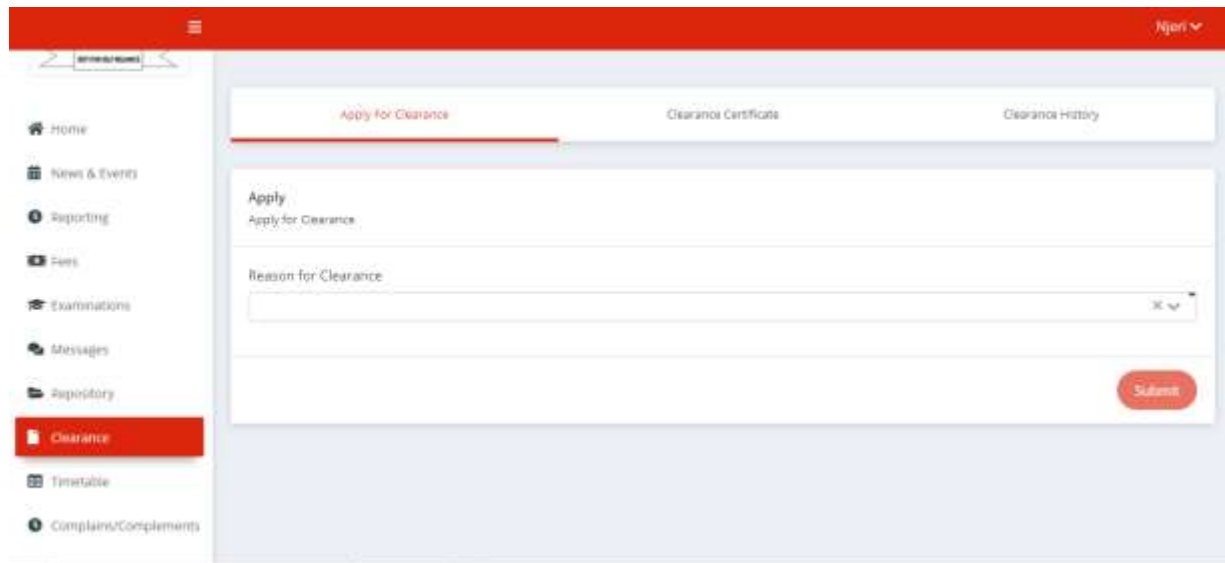 Njeri
Home
News & Events
Reporting
Fees
Examinations
Messages
Repository
Clearance
Timetable
Complains/Complements
Apply For Clearance
Clearance Certificate
Clearance History
Apply
Apply for Clearance
Reason for Clearance
Submit